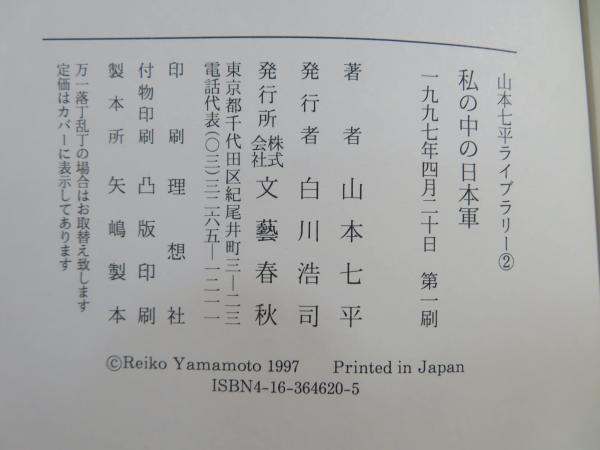 山本七平ライブラリー②
私の中の日本軍
一九九七年四月二十日　第一刷
著者　山本七平
発行者　白川浩司
発行所　株式会社　文藝春秋
東京都千代田区紀尾井町三―二三
電話代表(〇三)三二六五―一二一一
印刷　理想社
付物印刷　凸版印刷
製本所　矢嶋製本
万一落丁乱丁の場合はお取替え致します
定価はカバーに表示してあります
©Reiko Yamamoto 1997　Printed in Japan
ISBN4-16-364620-5